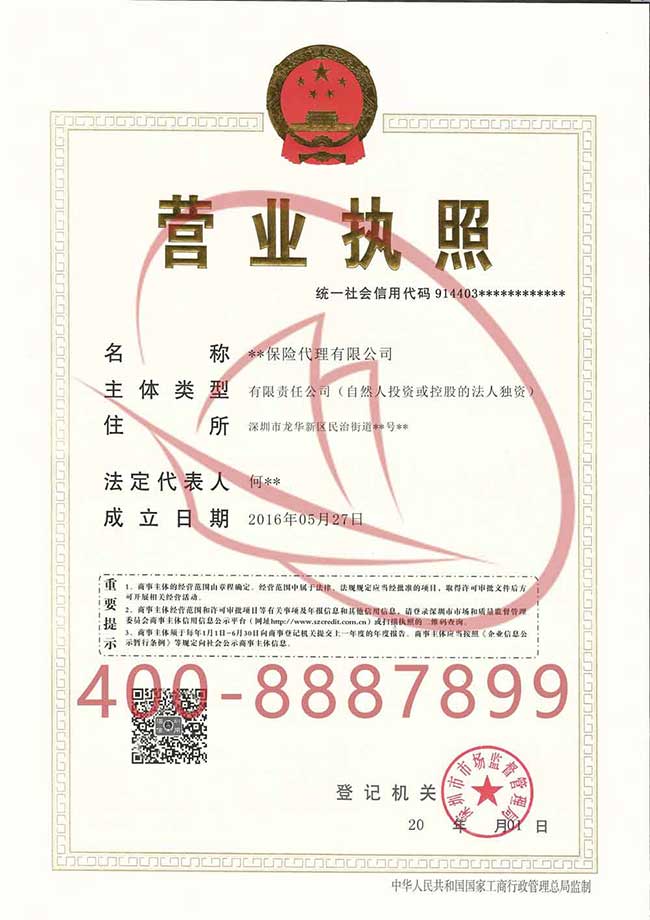 营业执照
统一社会信用代码 914403************
名称 **保险代理有限公司
主体类型 有限责任公司（自然人投资或控股的法人独资）
住所 深圳市龙华新区民治街道**号**
法定代表人 何**
成立日期 2016年05月27日
重要提示
1、商事主体的经营范围由章程确定。经营范围中属于法律、法规规定应当经批准的项目，取得许可审批文件后方
可开展相关经营活动。
2、商事主体经营范围和许可审批项目等有关事项及年报信息和其他信用信息，请登录深圳市市场和质量监督管理
委员会商事主体信用信息公示平台（网址http://www.szcredit.com.cn）或扫描执照的二维码查询。
3、商事主体须于每年1月1日－6月30日向商事登记机关提交上一年度的年度报告。商事主体应当按照《企业信息公
示暂行条例》等规定向社会公示商事主体信息。
400-8887899
登记机关
深圳市市场监督管理局
20 年 月01日
中华人民共和国国家工商行政管理总局监制